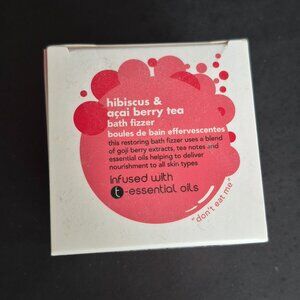 hibiscus &
açai berry tea
bath fizzer
boules de bain effervescentes
this restoring bath fizzer uses a blend
of goji berry extracts, tea notes and
essential oils helping to deliver
nourishment to all skin types
infused with
t-essential oils
"don't eat me"